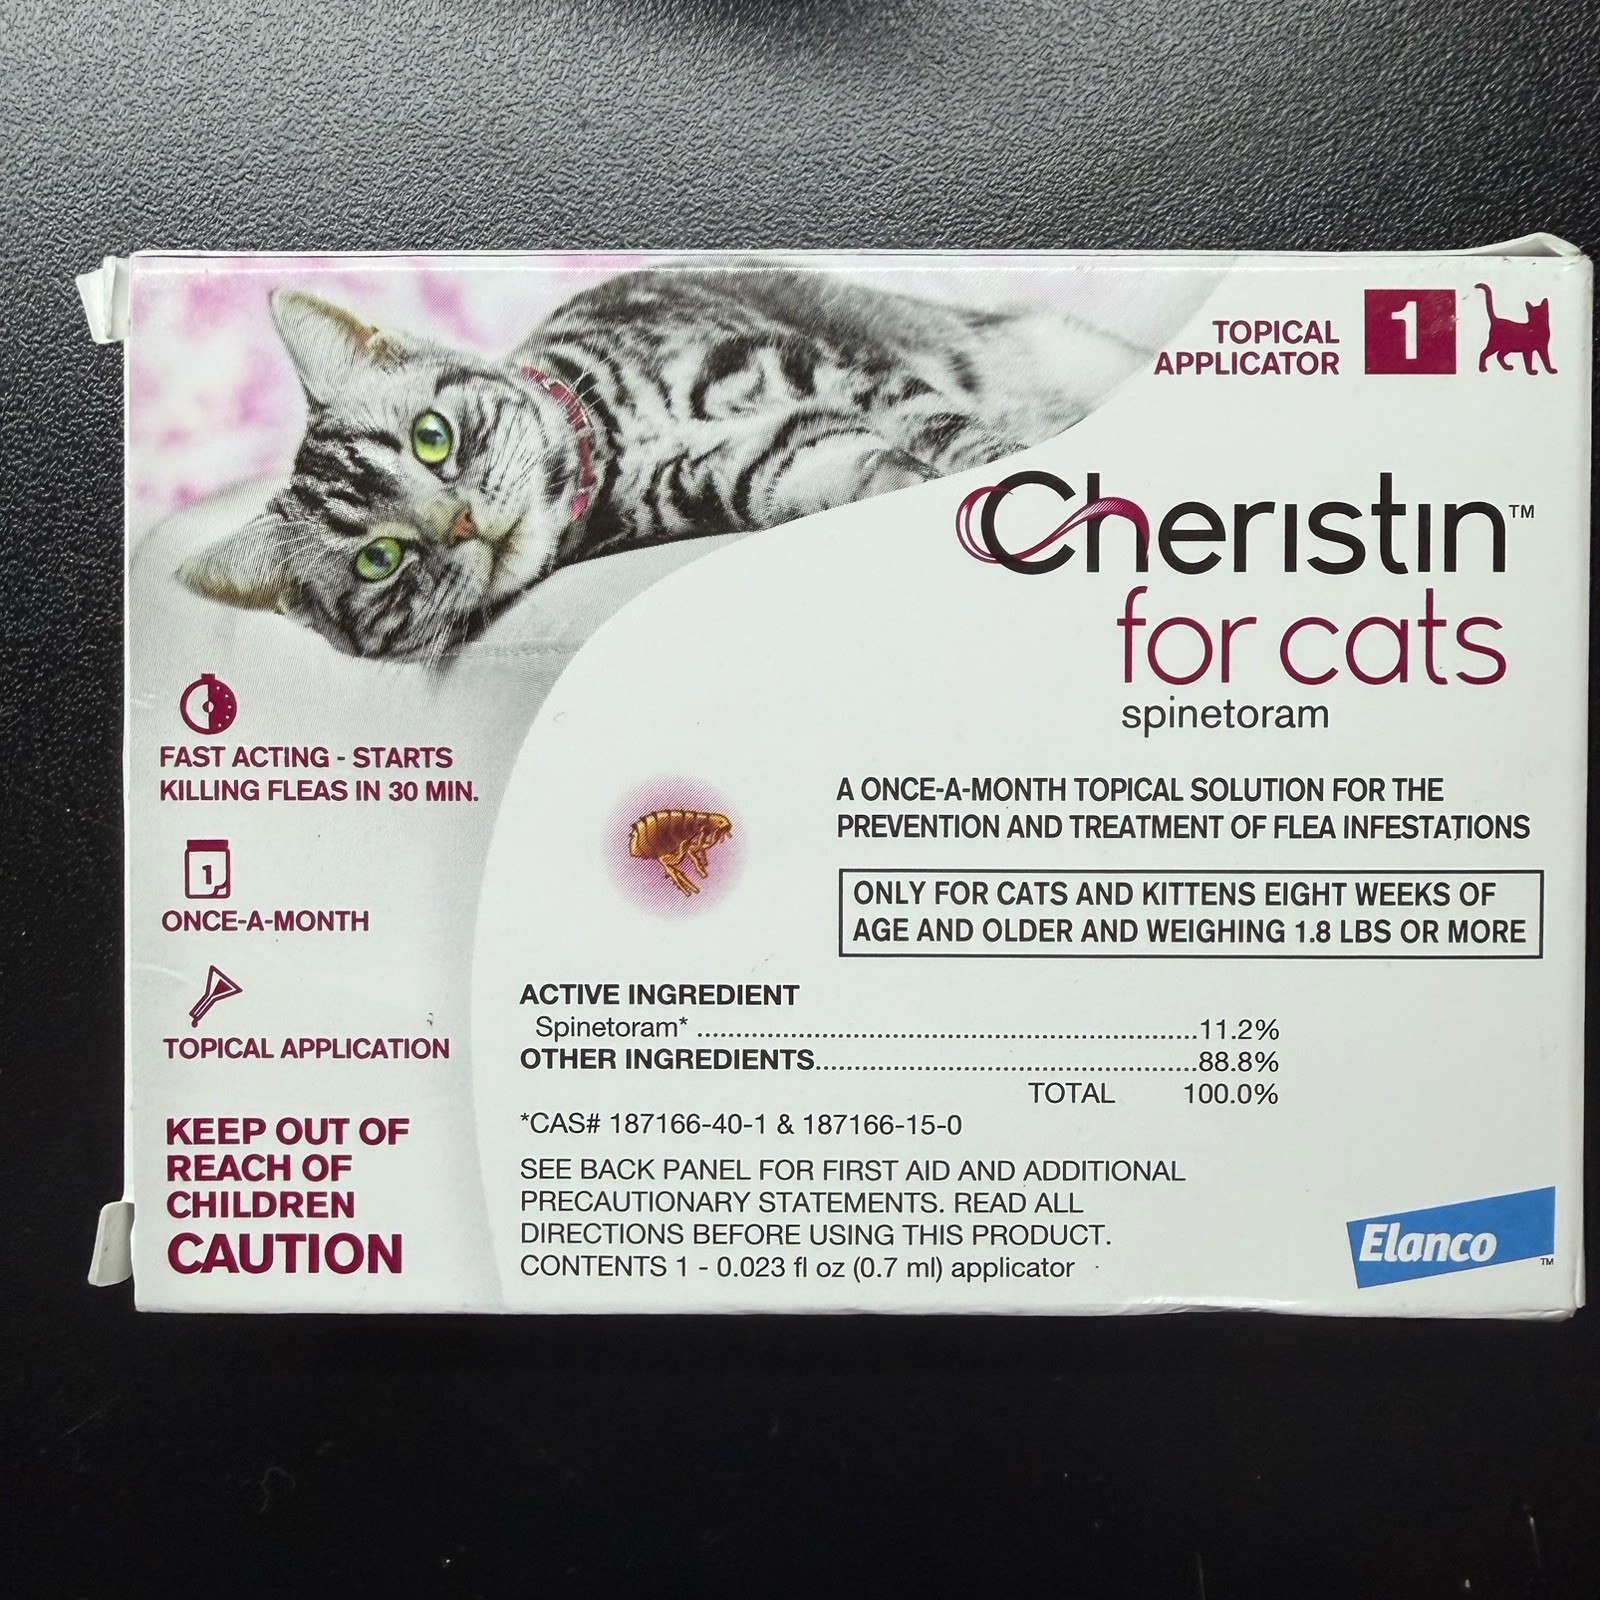 TOPICAL
APPLICATOR
1
Cheristin™
for cats
spinetoram
FAST ACTING - STARTS
KILLING FLEAS IN 30 MIN.
1
ONCE-A-MONTH
TOPICAL APPLICATION
KEEP OUT OF
REACH OF
CHILDREN
CAUTION
A ONCE-A-MONTH TOPICAL SOLUTION FOR THE
PREVENTION AND TREATMENT OF FLEA INFESTATIONS
ONLY FOR CATS AND KITTENS EIGHT WEEKS OF
AGE AND OLDER AND WEIGHING 1.8 LBS OR MORE
ACTIVE INGREDIENT
Spinetoram* ................................................................11.2%
OTHER INGREDIENTS.................................................88.8%
TOTAL 100.0%
*CAS# 187166-40-1 & 187166-15-0
SEE BACK PANEL FOR FIRST AID AND ADDITIONAL
PRECAUTIONARY STATEMENTS. READ ALL
DIRECTIONS BEFORE USING THIS PRODUCT.
CONTENTS 1 - 0.023 fl oz (0.7 ml) applicator
Elanco™